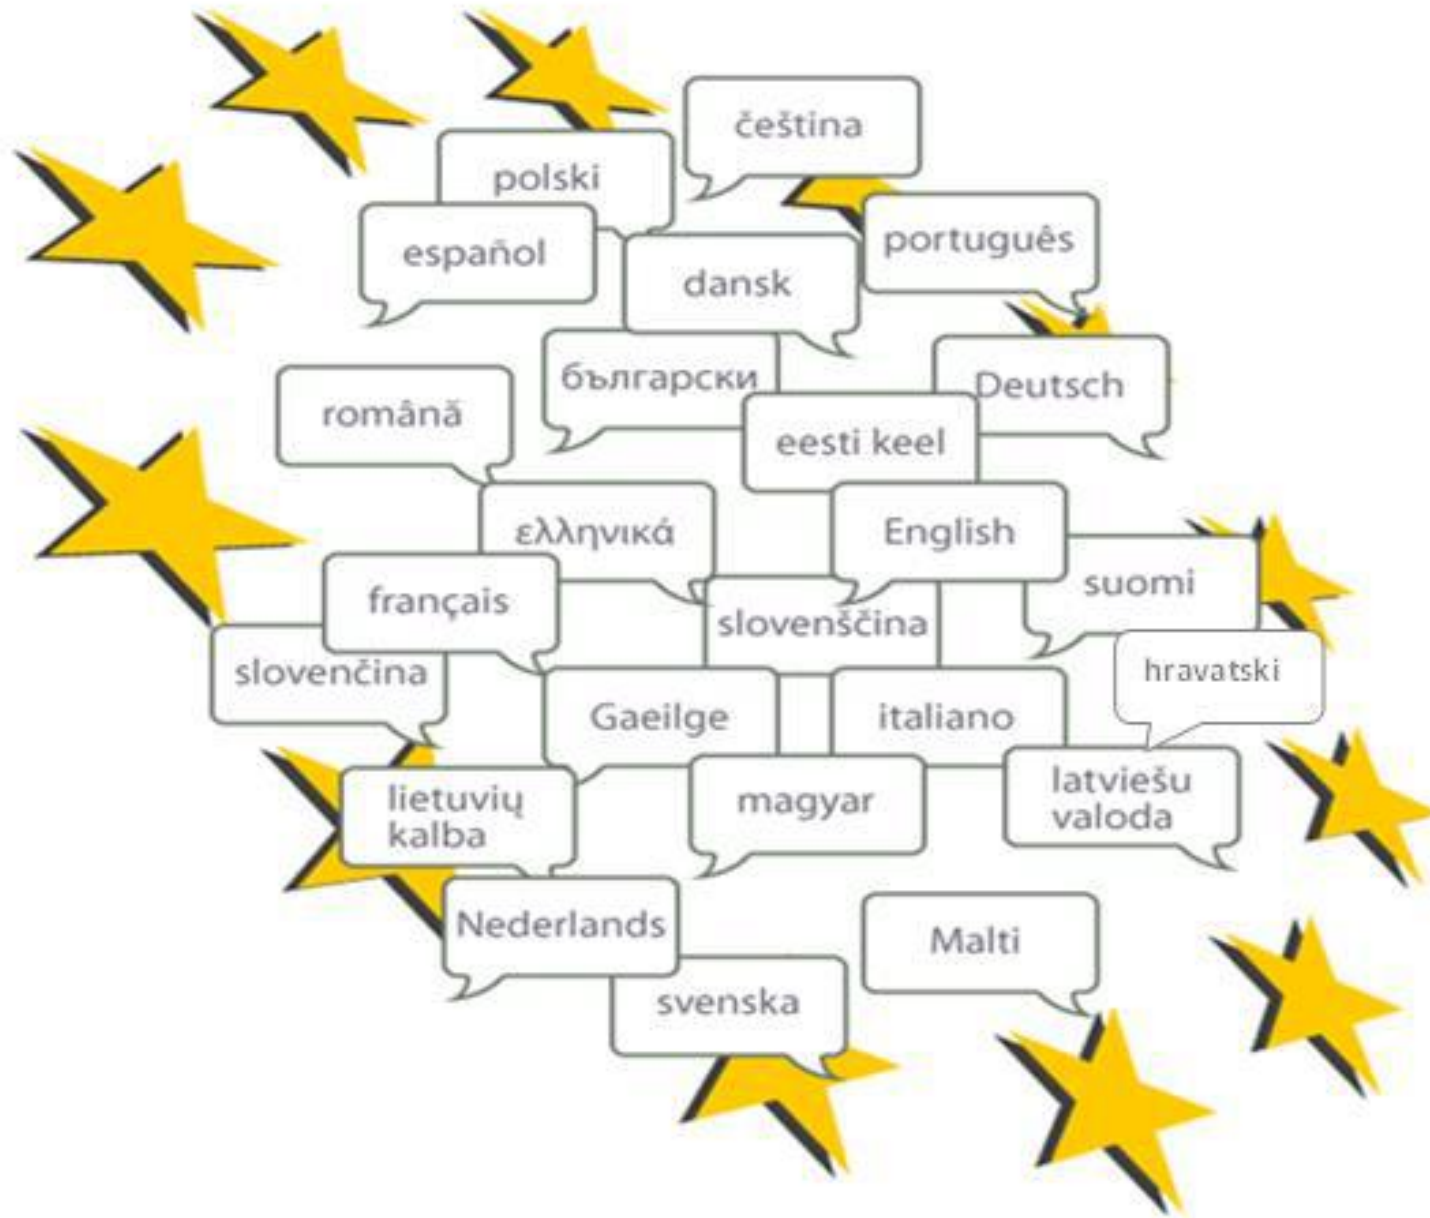 čeština
polski
português
español
dansk
български
Deutsch
română
eesti keel
ελληνικά
English
suomi
français
slovenščina
slovenčina
hravatski
Gaeilge
italiano
lietuvių
kalba
magyar
latviešu
valoda
Nederlands
Malti
svenska